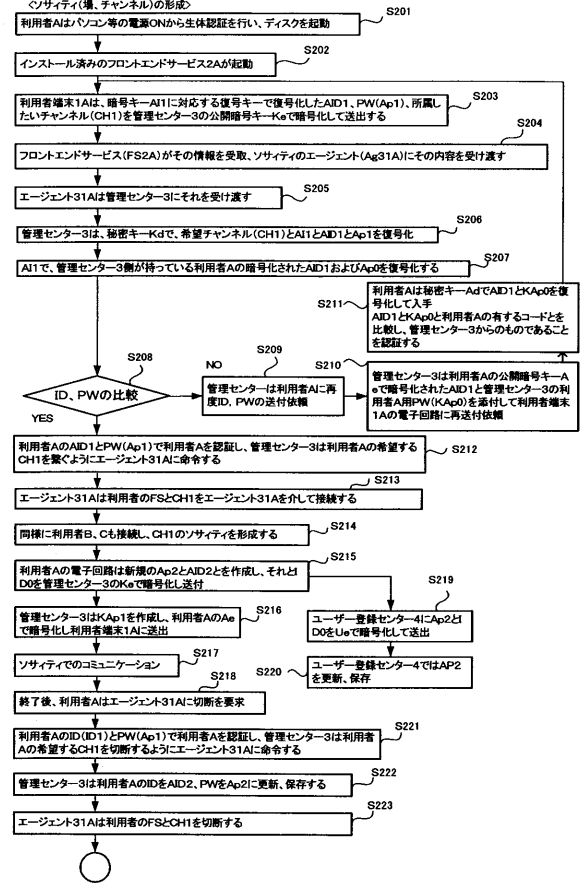 <ソサィティ(場、チャンネル)の形成>
S201
利用者Aはパソコン等の電源ONから生体認証を行い、ディスクを起動
S202
インストール済みのフロントエンドサービス2Aが起動
S203
利用者端末1Aは、暗号キーAI1に対応する復号キーで復号化したAID1、PW(Ap1)、所属し
たいチャンネル(CH1)を管理センター3の公開暗号キーKeで暗号化して送出する
S204
フロントエンドサービス(FS2A)がその情報を受取、ソサィティのエージェント(Ag31A)にその内容を受け渡す
S205
エージェント31Aは管理センター3にそれを受け渡す
S206
管理センター3は、秘密キーKdで、希望チャンネル(CH1)とAI1とAID1とAp1を復号化
S207
AI1で、管理センター3側が持っている利用者Aの暗号化されたAID1およびAp0を復号化する
S208
ID、PWの比較
NO
YES
S209
管理センターは利用者Aに再
度ID、PWの送付依頼
S210
管理センター3は利用者Aの公開暗号キーA
eで暗号化されたAID1と管理センター3の利
用者A用PW(KAp0)を添付して利用者端末
1Aの電子回路に再送付依頼
S211
利用者Aは秘密キーAdでAID1とKAp0を復
号化して入手
AID1とKAp0と利用者Aの有するコードとを
比較し、管理センター3からのものであること
を認証する
S212
利用者AのAID1とPW(Ap1)で利用者Aを認証し、管理センター3は利用者Aの希望する
CH1を繋ぐようにエージェント31Aに命令する
S213
エージェント31Aは利用者のFSとCH1をエージェント31Aを介して接続する
S214
同様に利用者B、Cも接続し、CH1のソサィティを形成する
S215
利用者Aの電子回路は新規のAp2とAID2とを作成し、それとI
D0を管理センター3のKeで暗号化し送付
S216
管理センター3はKAp1を作成し、利用者AのAe
で暗号化し利用者端末1Aに送出
S217
ソサィティでのコミュニケーション
S218
終了後、利用者Aはエージェント31Aに切断を要求
S219
ユーザー登録センター4にAp2とI
D0をUeで暗号化して送出
S220
ユーザー登録センター4ではAP2
を更新、保存
S221
利用者AのID(ID1)とPW(Ap1)で利用者Aを認証し、管理センター3は利用者
Aの希望するCH1を切断するようにエージェント31Aに命令する
S222
管理センター3は利用者AのIDをAID2、PWをAp2に更新、保存する
S223
エージェント31Aは利用者のFSとCH1を切断する